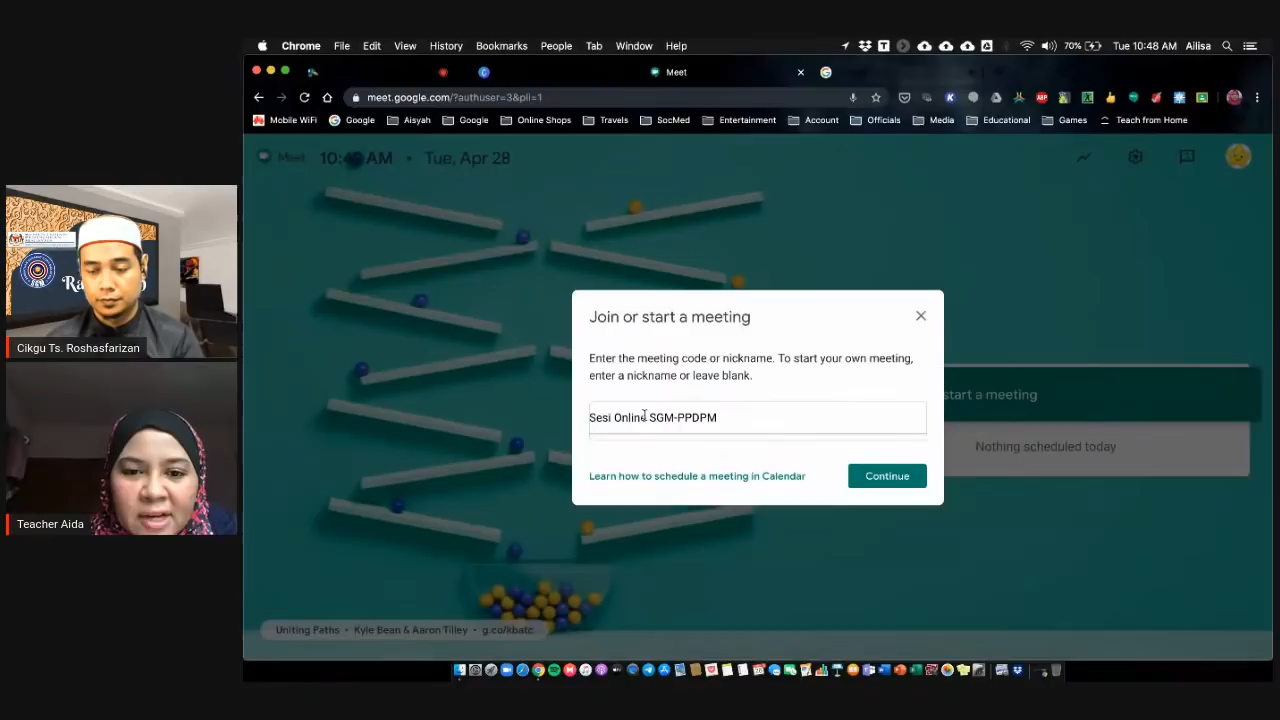 Chrome File Edit View History Bookmarks People Tab Window Help 70% Tue 10:48 AM Ailisa
Meet
meet.google.com/?authuser=3&pli=1
Mobile WiFi Google Aisyah Google Online Shops Travels SocMed Entertainment Account Officials Media Educational Games Teach from Home
Meet AM • Tue, Apr 28
Join or start a meeting
Enter the meeting code or nickname. To start your own meeting,
enter a nickname or leave blank.
Sesi Online SGM-PPDPM
Learn how to schedule a meeting in Calendar Continue
start a meeting
Nothing scheduled today
Uniting Paths • Kyle Bean & Aaron Tilley • g.co/kbatc
SGM
Cikgu Ts. Roshasfarizan
Teacher Aida